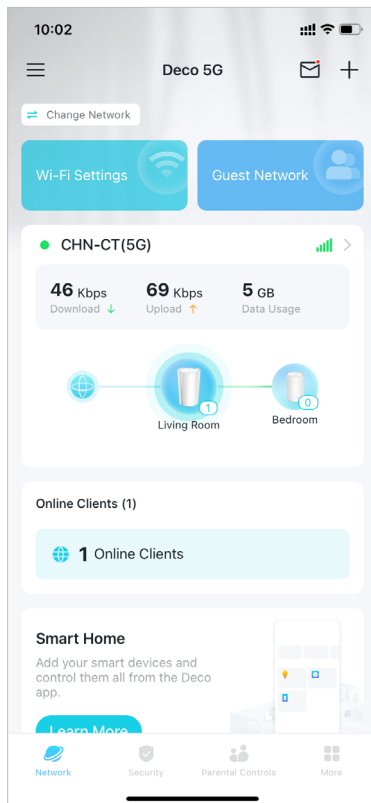 10:02
Deco 5G
Change Network
Wi-Fi Settings
Guest Network
CHN-CT(5G)
46 Kbps
69 Kbps
5 GB
Download ↓
Upload ↑
Data Usage
1
0
Living Room
Bedroom
Online Clients (1)
1 Online Clients
Smart Home
Add your smart devices and
control them all from the Deco
app.
Learn More
Network
Security
Parental Controls
More